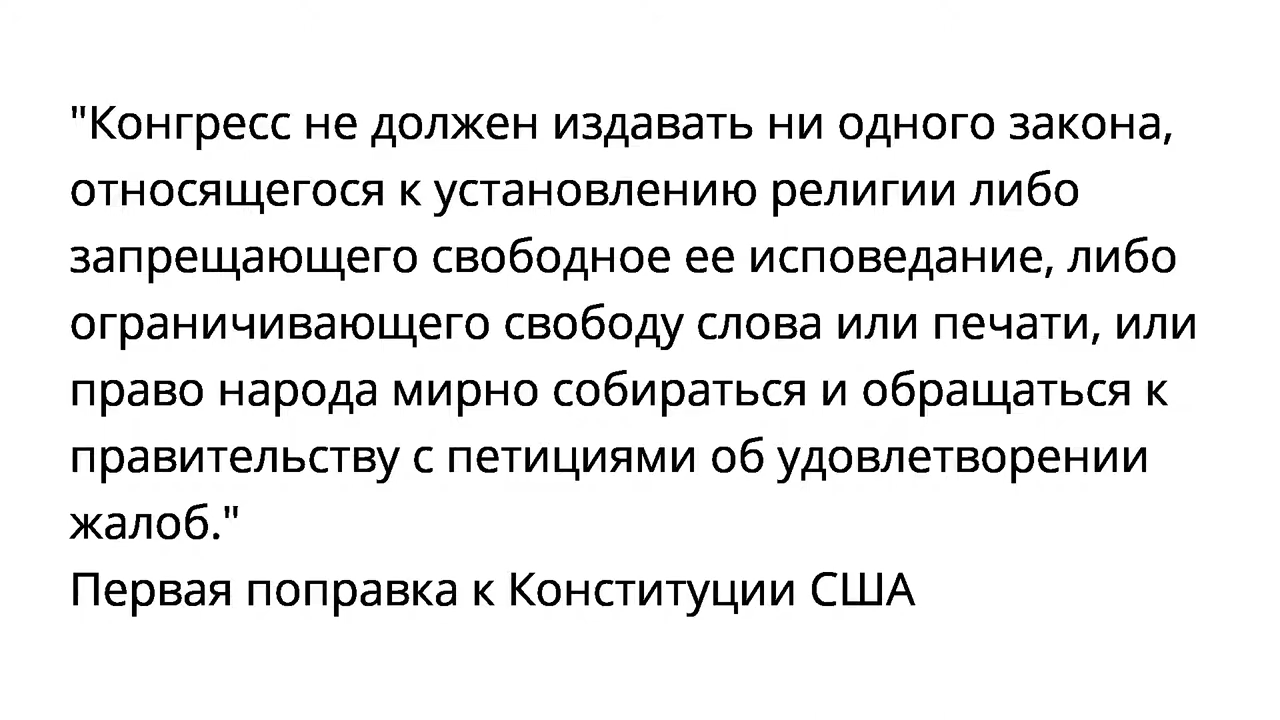 "Конгресс не должен издавать ни одного закона,
относящегося к установлению религии либо
запрещающего свободное ее исповедание, либо
ограничивающего свободу слова или печати, или
право народа мирно собираться и обращаться к
правительству с петициями об удовлетворении
жалоб."
Первая поправка к Конституции США